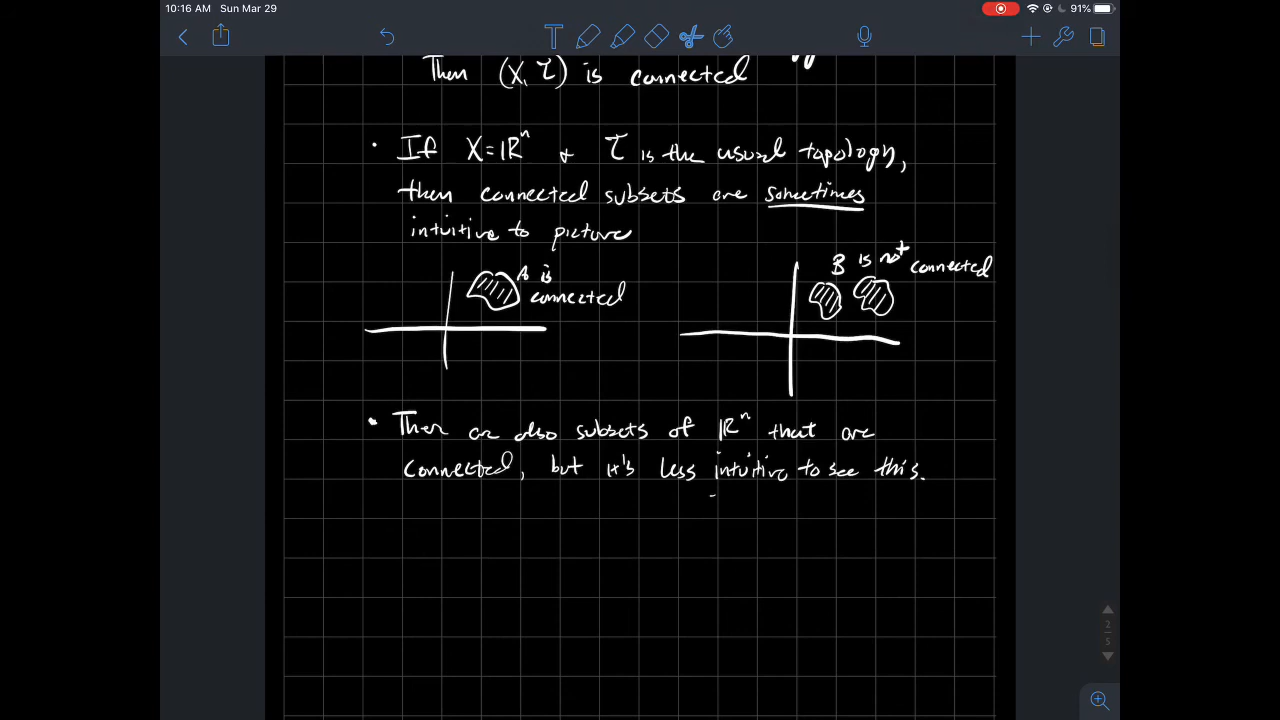 10:16 AM Sun Mar 29
91%
Then (X, τ) is connected
• If X=ℝⁿ & τ is the usual topology,
then connected subsets are sometimes
intuitive to picture
A is
connected
B is not connected
• There are also subsets of ℝⁿ that are
connected, but it's less intuitive to see this.
2
5